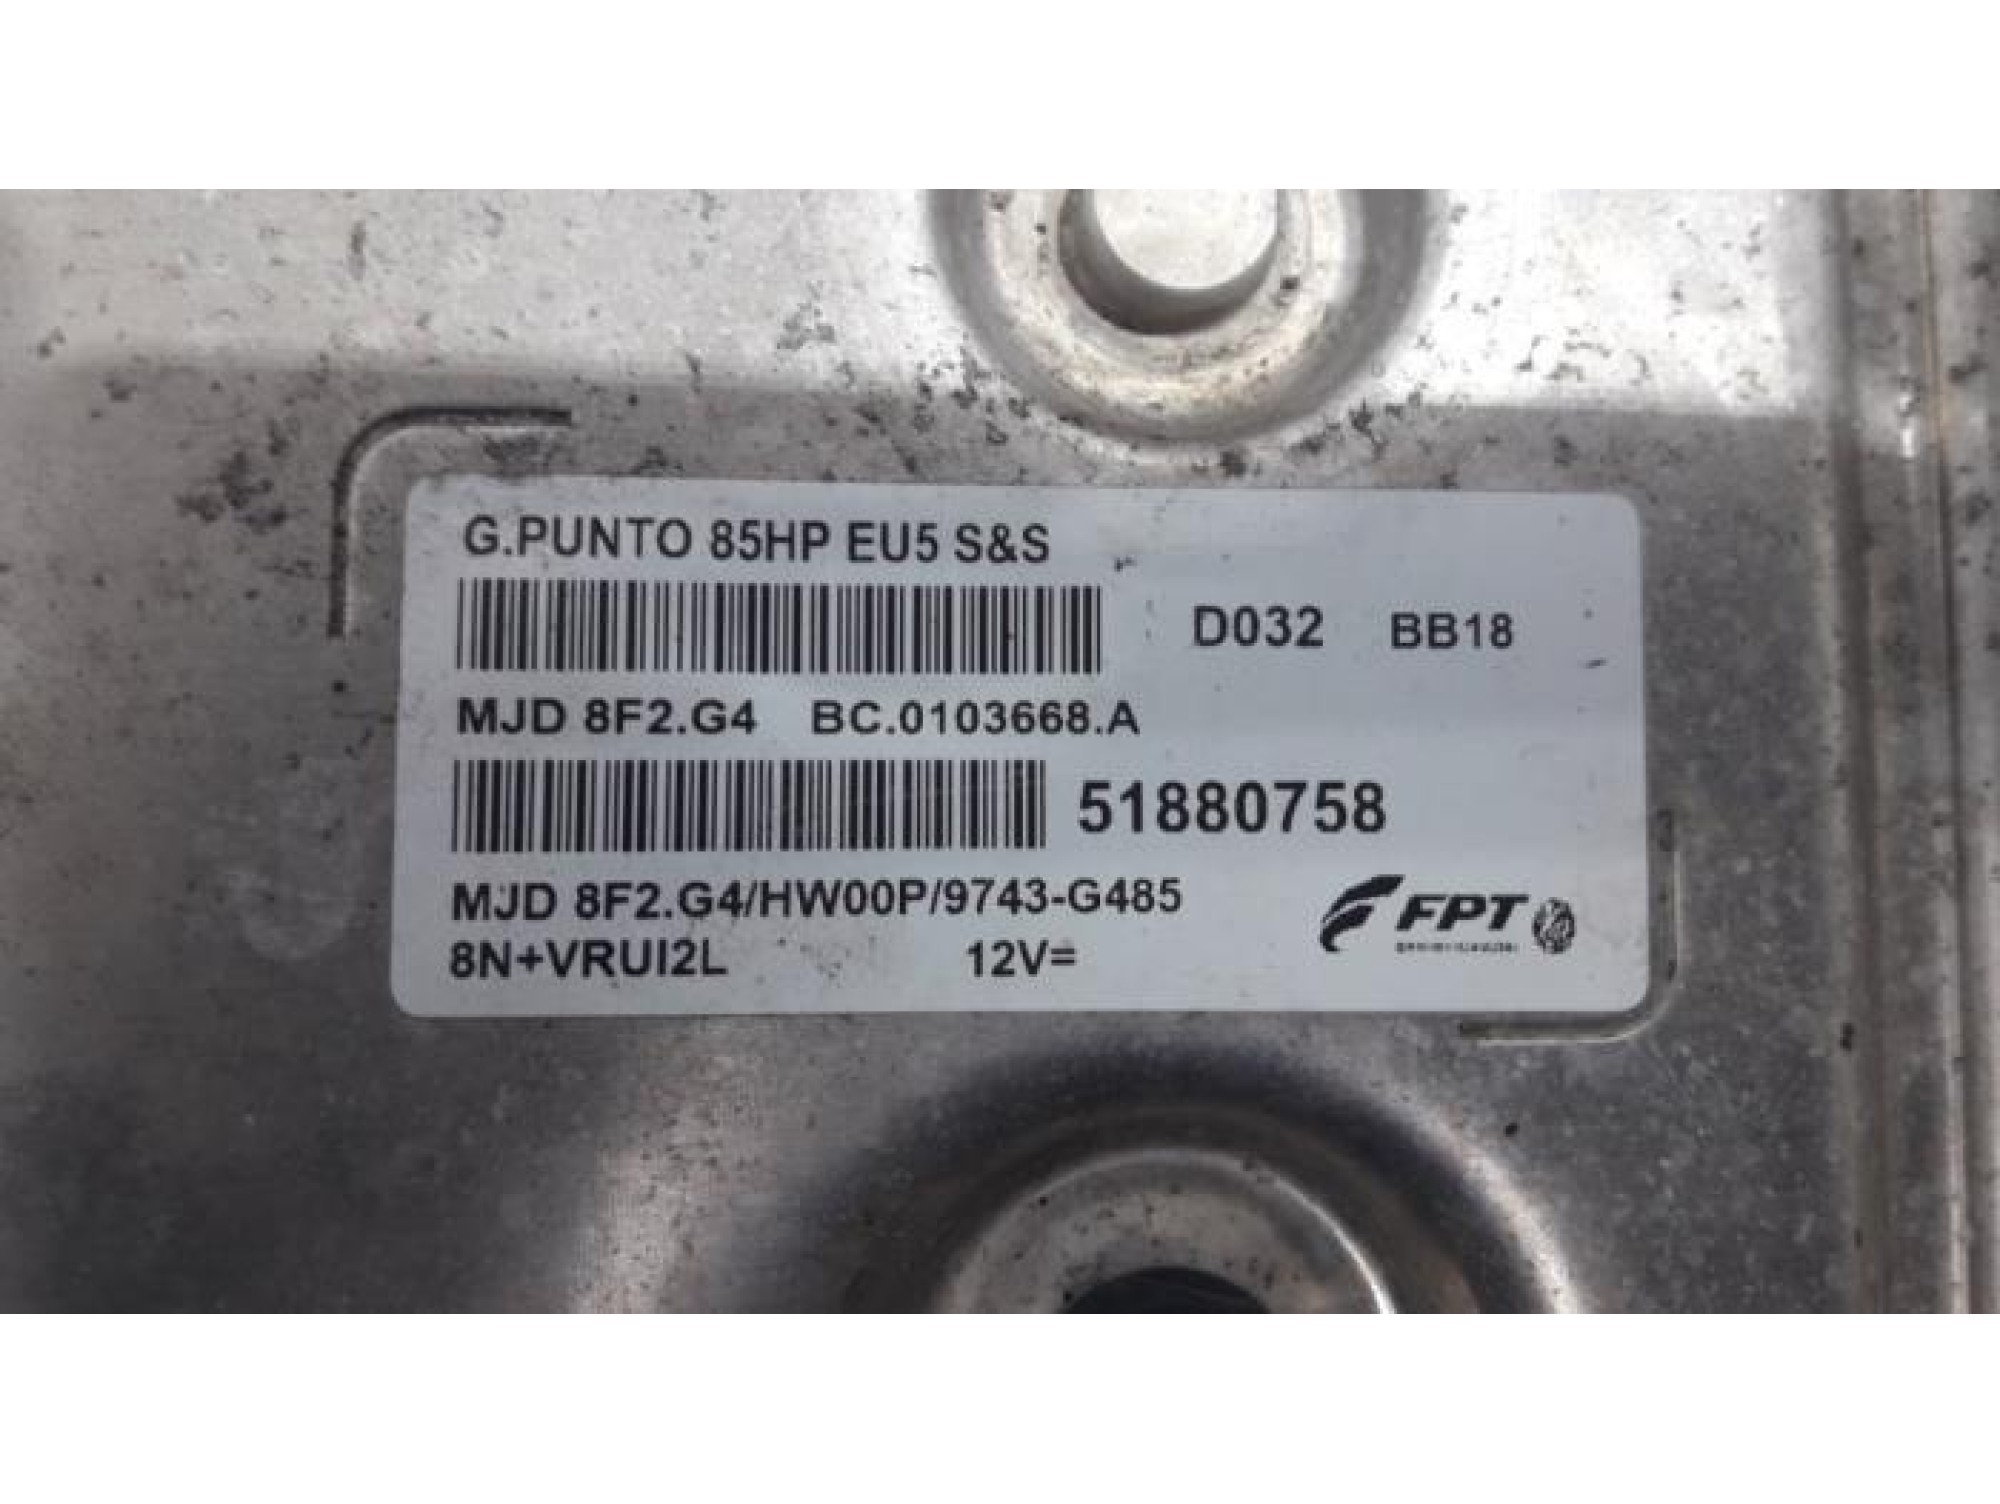 G.PUNTO 85HP EU5 S&S
D032 BB18
MJD 8F2.G4 BC.0103668.A
51880758
MJD 8F2.G4/HW00P/9743-G485
FPT
8N+VRUI2L 12V=